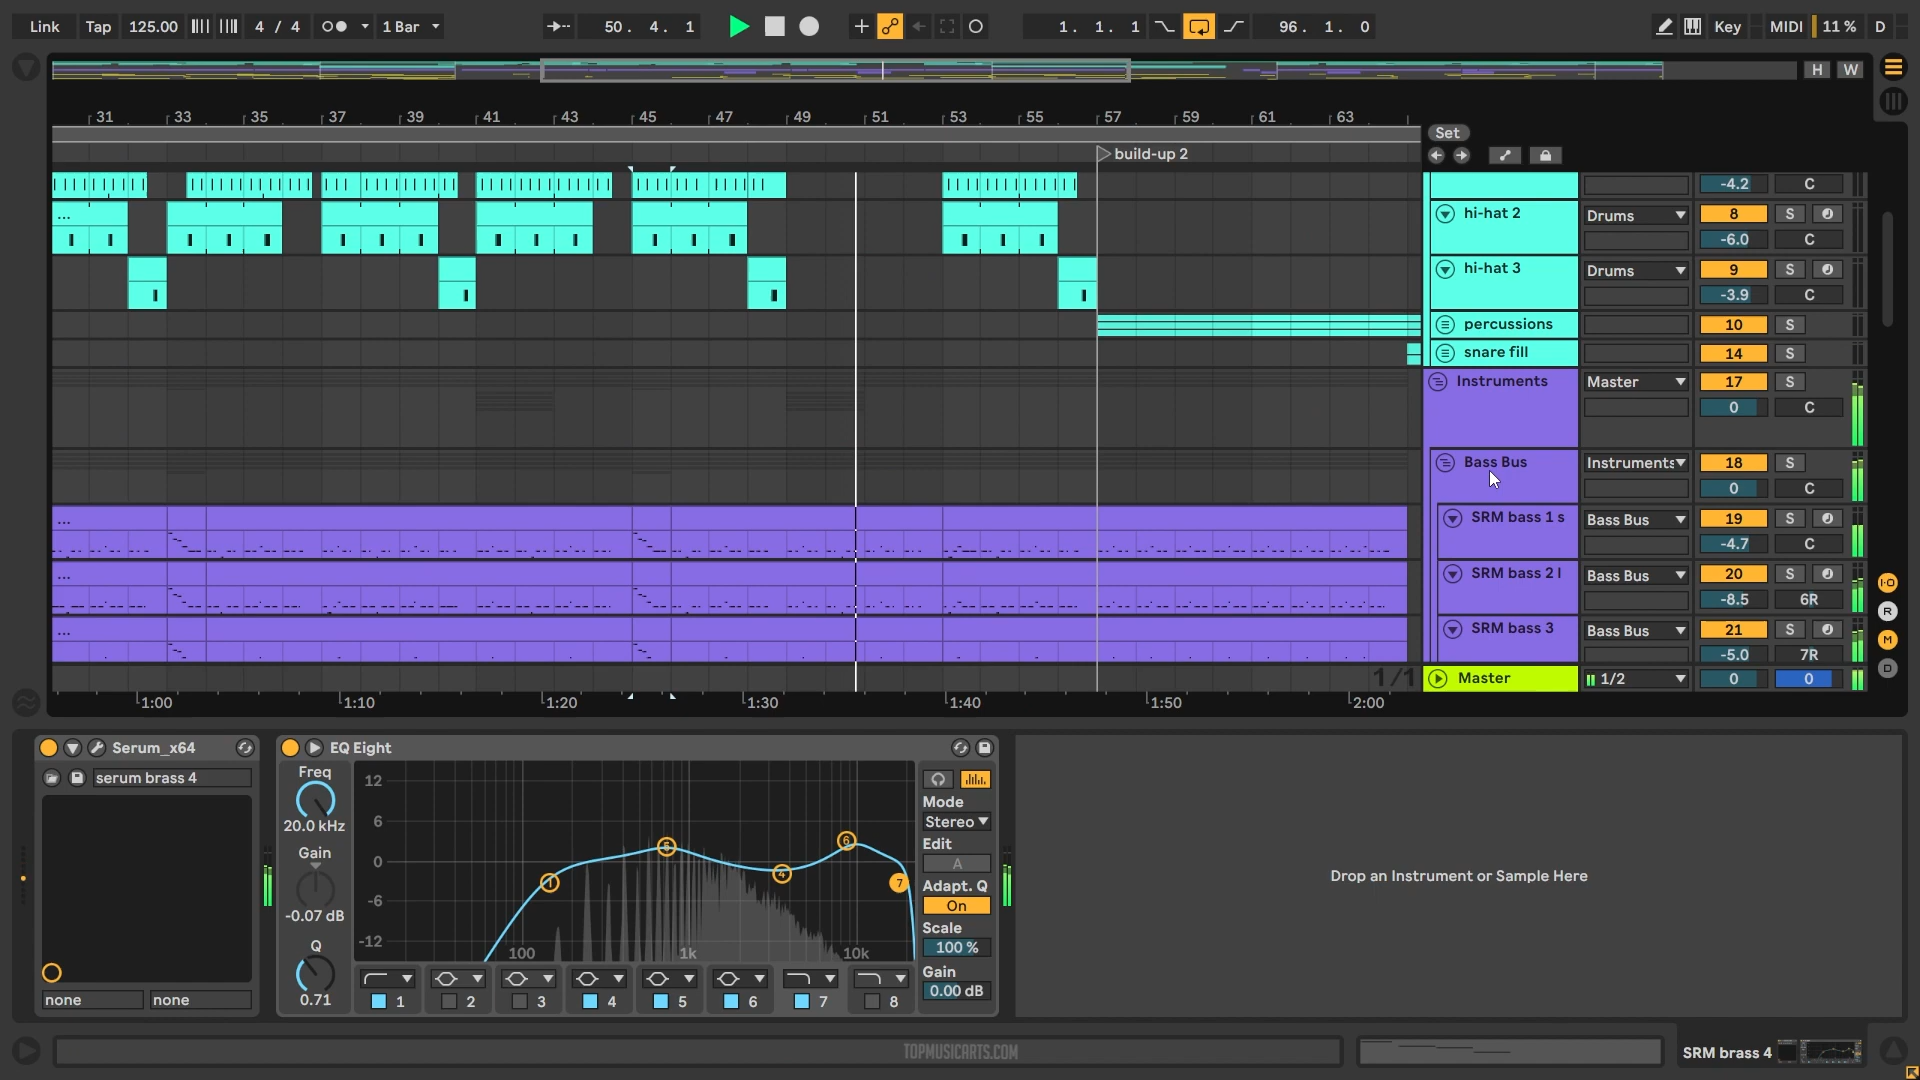 Link Tap 125.00 4 / 4 1 Bar 50. 4. 1 1. 1. 1 96. 1. 0 Key MIDI 11 % D
H W
31 33 35 37 39 41 43 45 47 49 51 53 55 57 59 61 63
Set
build-up 2
-4.2 C
... hi-hat 2 Drums 8 S
-6.0 C
hi-hat 3 Drums 9 S
-3.9 C
percussions 10 S
snare fill 14 S
Instruments Master 17 S
0 C
Bass Bus Instruments 18 S
0 C
... SRM bass 1 s Bass Bus 19 S
-4.7 C
... SRM bass 2 l Bass Bus 20 S
-8.5 6R
... SRM bass 3 Bass Bus 21 S
-5.0 7R
1/1 Master 1/2 0 0
1:00 1:10 1:20 1:30 1:40 1:50 2:00
I·O
R
M
D
Serum_x64
serum brass 4
none none
EQ Eight
Freq
20.0 kHz
Gain
-0.07 dB
Q
0.71
12
6
0
-6
-12
100 1k 10k
1 5 4 6 7
1 2 3 4 5 6 7 8
Mode
Stereo
Edit
A
Adapt. Q
On
Scale
100 %
Gain
0.00 dB
Drop an Instrument or Sample Here
TOPMUSICARTS.COM
SRM brass 4